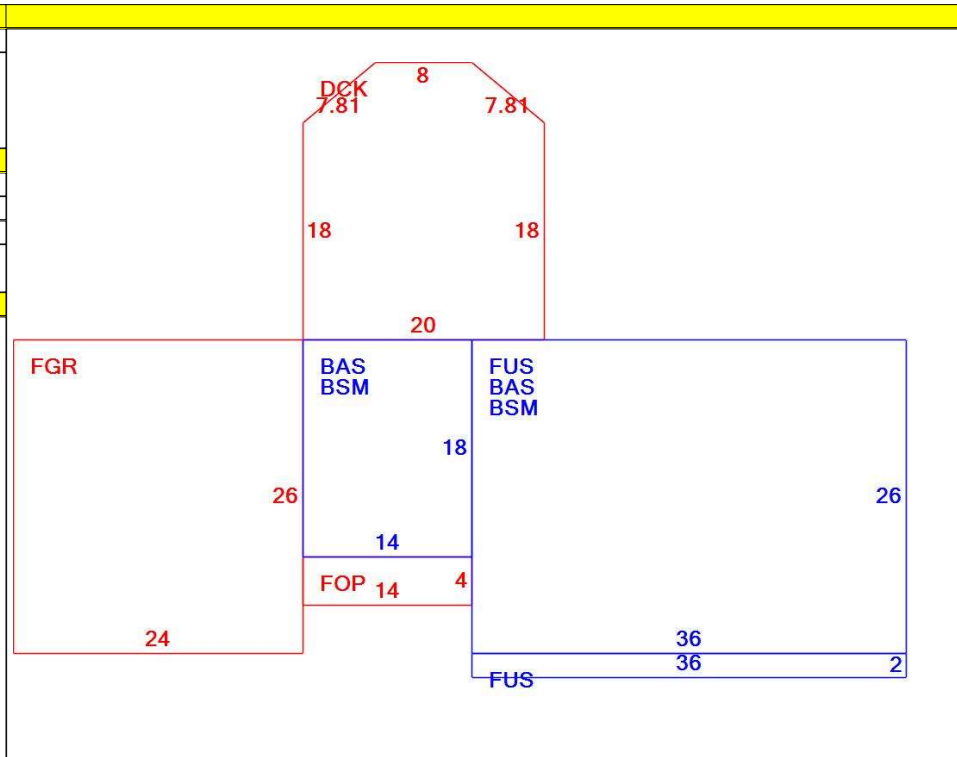 8
DCK
7.81 7.81
18 18
20
FGR BAS FUS
BSM BAS
BSM
18
26 26
14
FOP 14 4
24 36
36 2
FUS